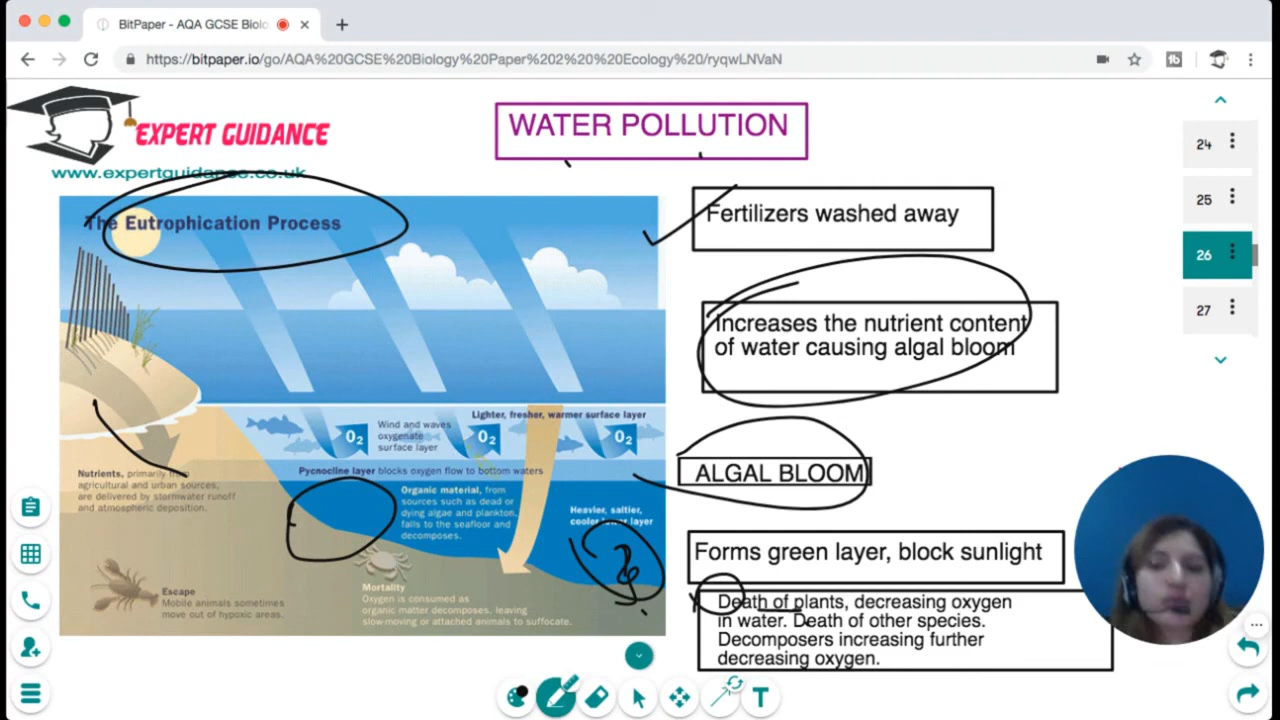 BitPaper - AQA GCSE Biolo
https://bitpaper.io/go/AQA%20GCSE%20Biology%20Paper%202%20%20Ecology%20/ryqwLNVaN
EXPERT GUIDANCE
www.expertguidance.co.uk
WATER POLLUTION
The Eutrophication Process
Fertilizers washed away
Increases the nutrient content
of water causing algal bloom
ALGAL BLOOM
Forms green layer, block sunlight
Death of plants, decreasing oxygen
in water. Death of other species.
Decomposers increasing further
decreasing oxygen.
Lighter, fresher, warmer surface layer
Wind and waves
oxygenate
surface layer
O2
O2
O2
Pycnocline layer blocks oxygen flow to bottom waters
Nutrients, primarily from
agricultural and urban sources,
are delivered by stormwater runoff
and atmospheric deposition.
Organic material, from
sources such as dead or
dying algae and plankton,
falls to the seafloor and
decomposes.
Heavier, saltier,
cooler lower layer
Escape
Mobile animals sometimes
move out of hypoxic areas.
Mortality
Oxygen is consumed as
organic matter decomposes, leaving
slow-moving or attached animals to suffocate.
24
25
26
27
T